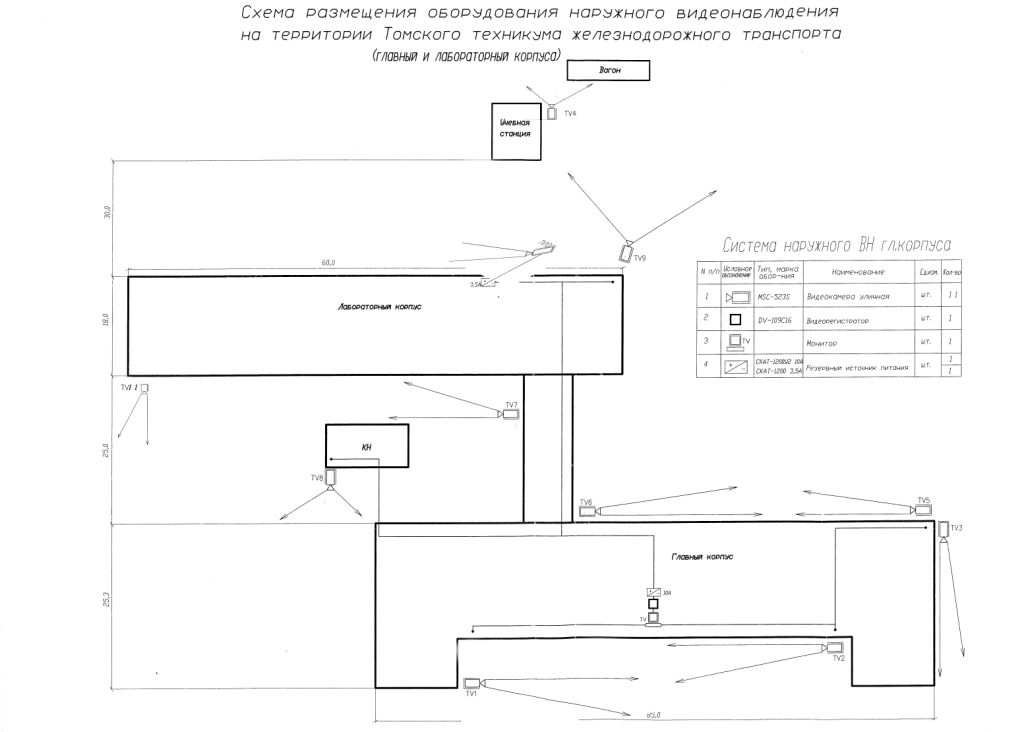 Схема размещения оборудования наружного видеонаблюдения
на территории Томского техникума железнодорожного транспорта
(главный и лабораторный корпуса)
Вагон
TV4
Учебная
станция
30,0
TV9
60,0
3,5А
Лабораторный корпус
18,0
Система наружного ВН гл.корпуса
N п/п Условное обозначение Тип, марка обор-ния Наименование Ед.изм. Кол-во
1 MSC-523S Видеокамера уличная шт. 11
2 DV-109C16 Видеорегистратор шт. 1
3 TV Монитор шт. 1
4 СКАТ-1200И2 10А СКАТ-1200 3,5А Резервный источник питания шт. 1 1
TV11
TV7
25,0
КН
TV8
TV6
TV5
TV3
Главный корпус
25,3
10А
TV
TV2
TV1
65,0